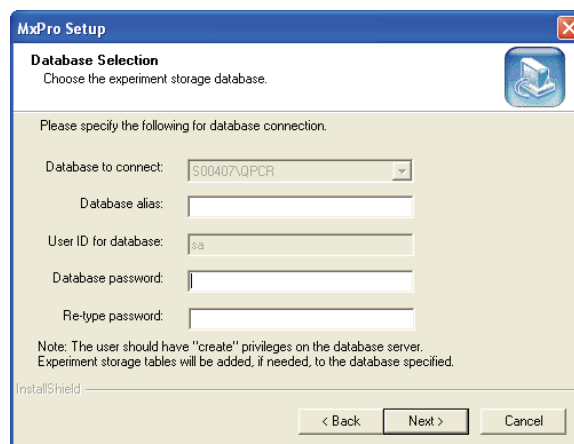 MxPro Setup
Database Selection
Choose the experiment storage database.
Please specify the following for database connection.
Database to connect: S00407\QPCR
Database alias:
User ID for database: sa
Database password:
Re-type password:
Note: The user should have "create" privileges on the database server.
Experiment storage tables will be added, if needed, to the database specified.
InstallShield
< Back Next > Cancel